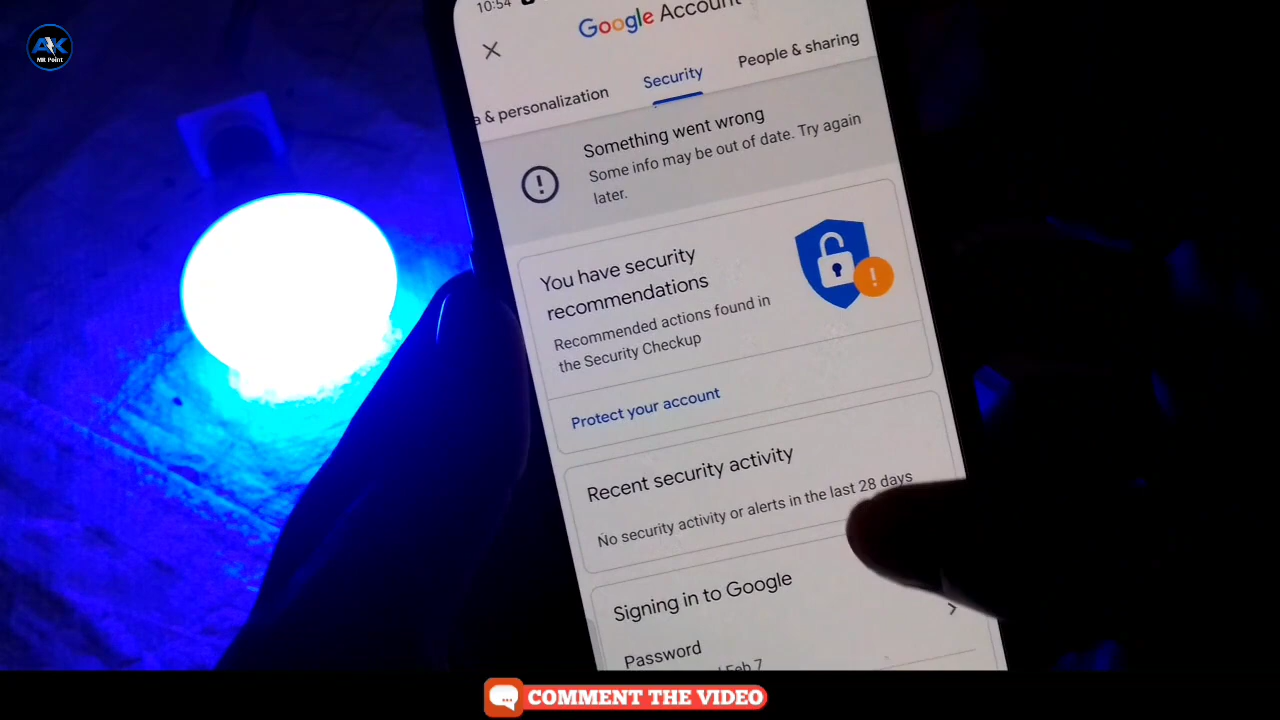 AK
MR Point
10:54
Google Account
a & personalization
Security
People & sharing
Something went wrong
Some info may be out of date. Try again
later.
You have security
recommendations
Recommended actions found in
the Security Checkup
Protect your account
Recent security activity
No security activity or alerts in the last 28 days
Signing in to Google
Password
Feb 7
COMMENT THE VIDEO